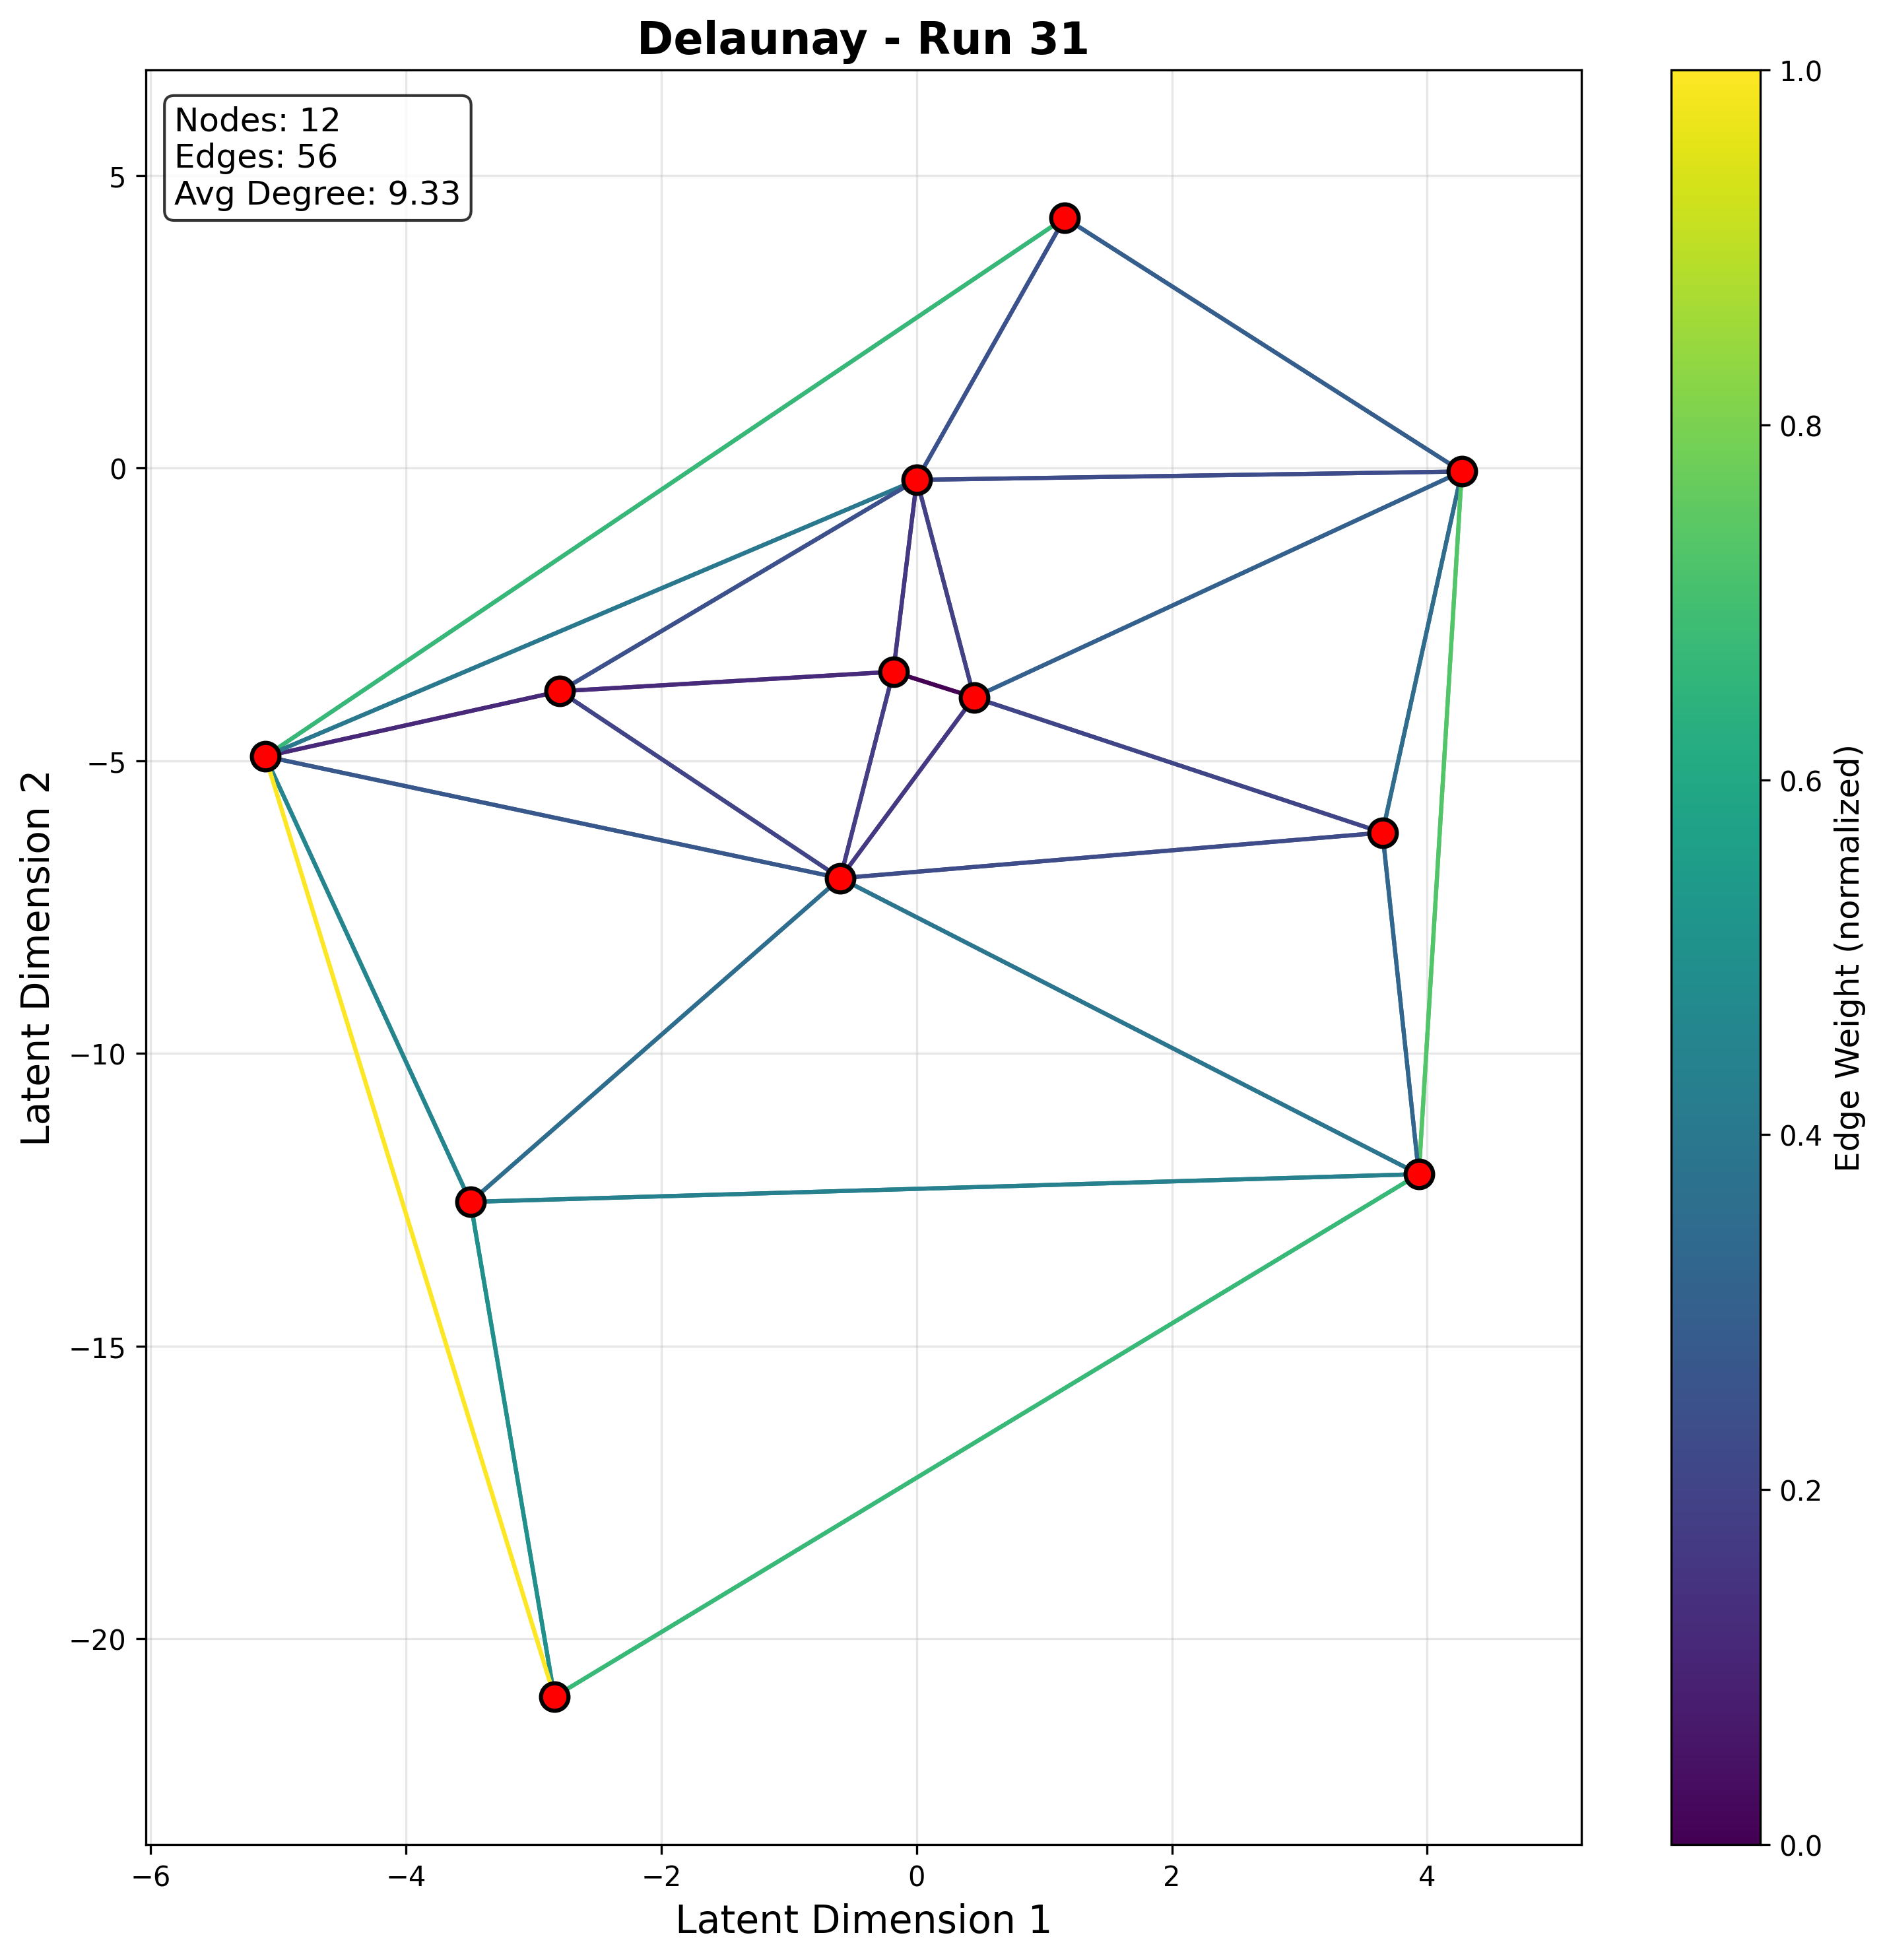 Delaunay - Run 31
Nodes: 12
Edges: 56
Avg Degree: 9.33
5
0
−5
−10
−15
−20
Latent Dimension 2
−6
−4
−2
0
2
4
Latent Dimension 1
1.0
0.8
0.6
0.4
0.2
0.0
Edge Weight (normalized)